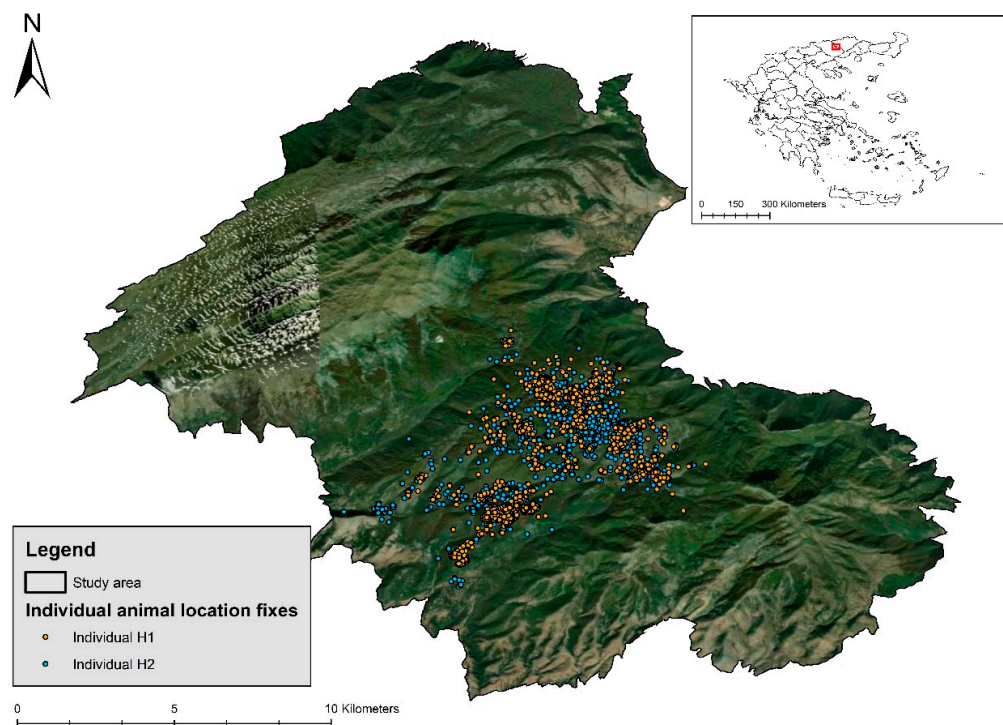 N
0 150 300 Kilometers
Legend
Study area
Individual animal location fixes
Individual H1
Individual H2
0 5 10 Kilometers